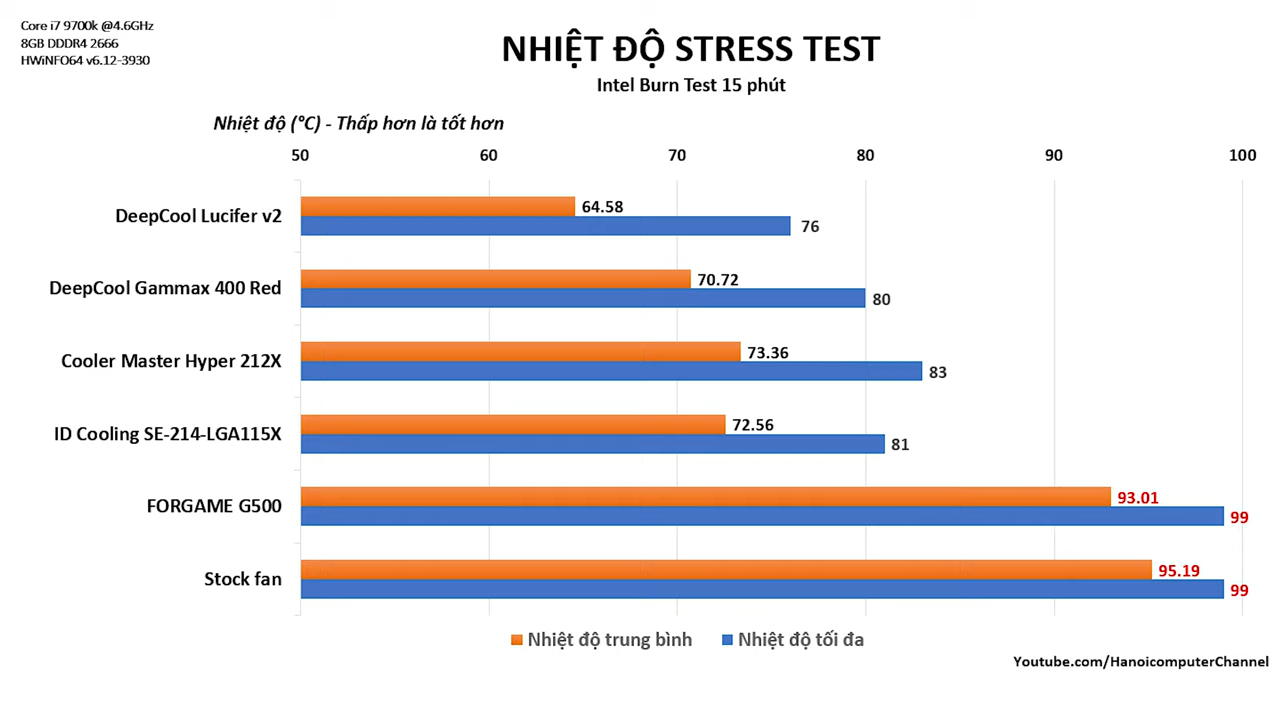 Core i7 9700k @4.6GHz
8GB DDDR4 2666
HWiNFO64 v6.12-3930
NHIỆT ĐỘ STRESS TEST
Intel Burn Test 15 phút
Nhiệt độ (°C) - Thấp hơn là tốt hơn
50 60 70 80 90 100
DeepCool Lucifer v2
64.58
76
DeepCool Gammax 400 Red
70.72
80
Cooler Master Hyper 212X
73.36
83
ID Cooling SE-214-LGA115X
72.56
81
FORGAME G500
93.01
99
Stock fan
95.19
99
Nhiệt độ trung bình Nhiệt độ tối đa
Youtube.com/HanoicomputerChannel